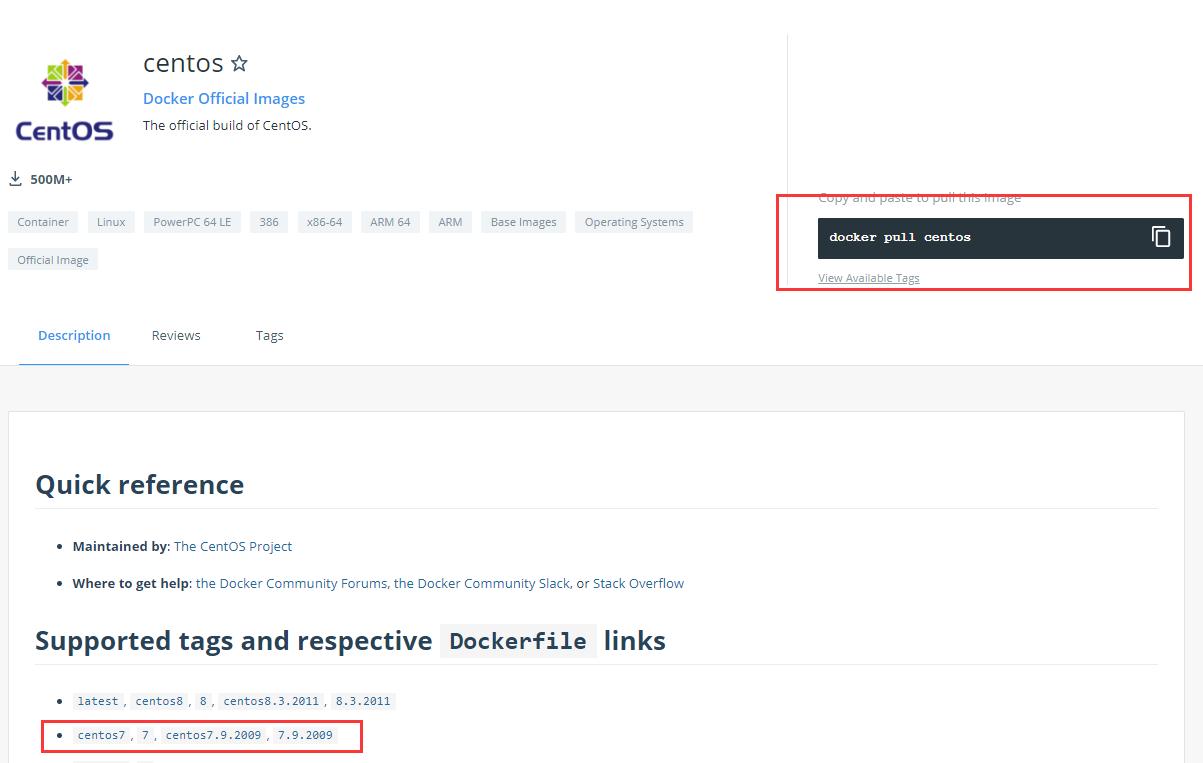 centos
Docker Official Images
CentOS
The official build of CentOS.
500M+
Container Linux PowerPC 64 LE 386 x86-64 ARM 64 ARM Base Images Operating Systems
Official Image
Copy and paste to pull this image
docker pull centos
View Available Tags
Description Reviews Tags
Quick reference
• Maintained by: The CentOS Project
• Where to get help: the Docker Community Forums, the Docker Community Slack, or Stack Overflow
Supported tags and respective Dockerfile links
• latest, centos8, 8, centos8.3.2011, 8.3.2011
• centos7, 7, centos7.9.2009, 7.9.2009